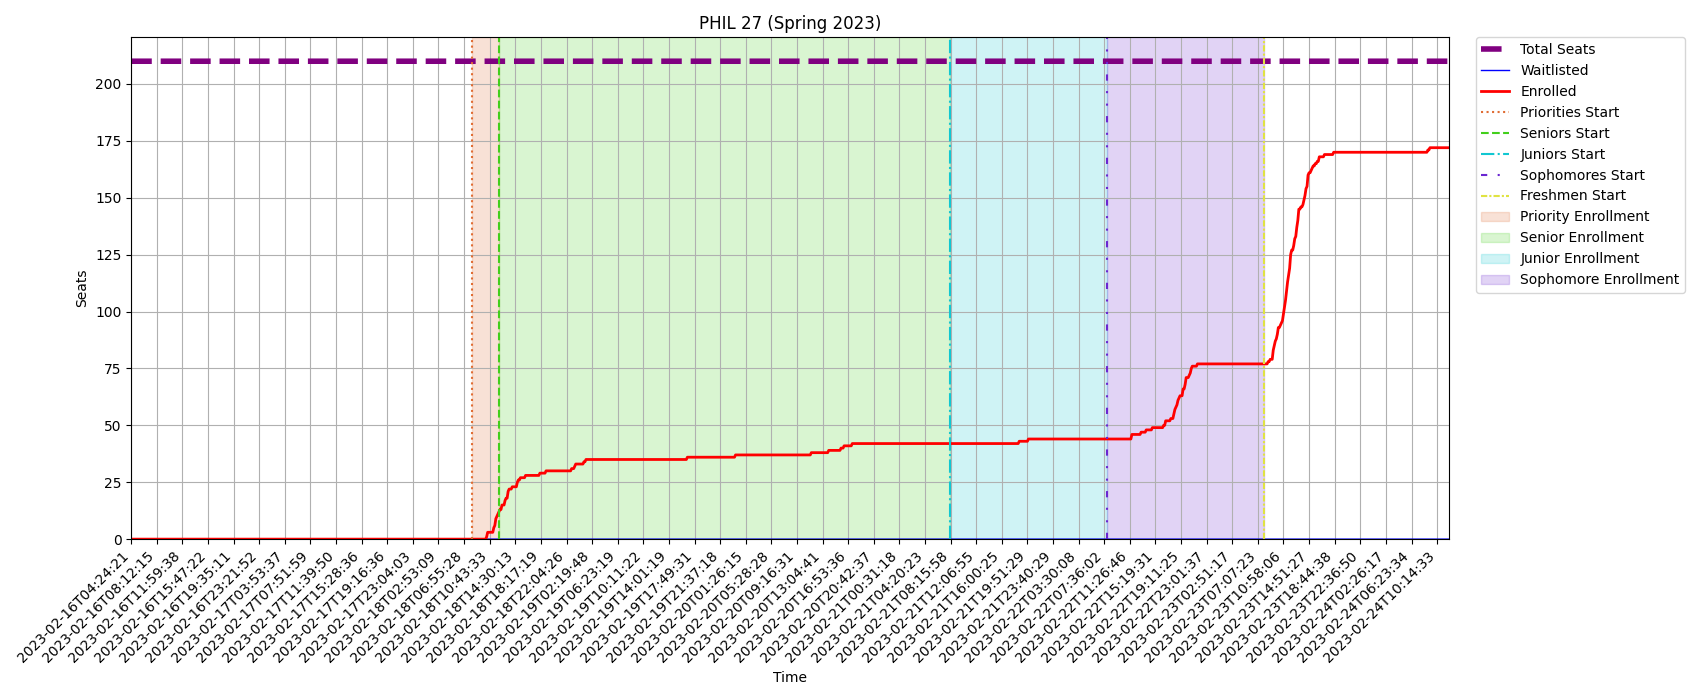 PHIL 27 (Spring 2023)
Seats
200
175
150
125
100
75
50
25
0
2023-02-16T04:24:21
2023-02-16T08:12:15
2023-02-16T11:59:38
2023-02-16T15:47:22
2023-02-16T19:35:11
2023-02-16T23:21:52
2023-02-17T03:53:37
2023-02-17T07:51:59
2023-02-17T11:39:50
2023-02-17T15:28:36
2023-02-17T19:16:36
2023-02-17T23:04:03
2023-02-18T02:53:09
2023-02-18T06:55:28
2023-02-18T10:43:33
2023-02-18T14:30:13
2023-02-18T18:17:19
2023-02-18T22:04:26
2023-02-19T02:19:48
2023-02-19T06:23:19
2023-02-19T10:11:22
2023-02-19T14:01:19
2023-02-19T17:49:31
2023-02-19T21:37:18
2023-02-20T01:26:15
2023-02-20T05:28:28
2023-02-20T09:16:31
2023-02-20T13:04:41
2023-02-20T16:53:36
2023-02-20T20:42:37
2023-02-21T00:31:18
2023-02-21T04:20:23
2023-02-21T08:15:58
2023-02-21T12:06:55
2023-02-21T16:00:25
2023-02-21T19:51:29
2023-02-21T23:40:29
2023-02-22T03:30:08
2023-02-22T07:36:02
2023-02-22T11:26:46
2023-02-22T15:19:31
2023-02-22T19:11:25
2023-02-22T23:01:37
2023-02-23T02:51:17
2023-02-23T07:07:23
2023-02-23T10:58:06
2023-02-23T14:51:27
2023-02-23T18:44:38
2023-02-23T22:36:50
2023-02-24T02:26:17
2023-02-24T06:23:34
2023-02-24T10:14:33
Time
Total Seats
Waitlisted
Enrolled
Priorities Start
Seniors Start
Juniors Start
Sophomores Start
Freshmen Start
Priority Enrollment
Senior Enrollment
Junior Enrollment
Sophomore Enrollment